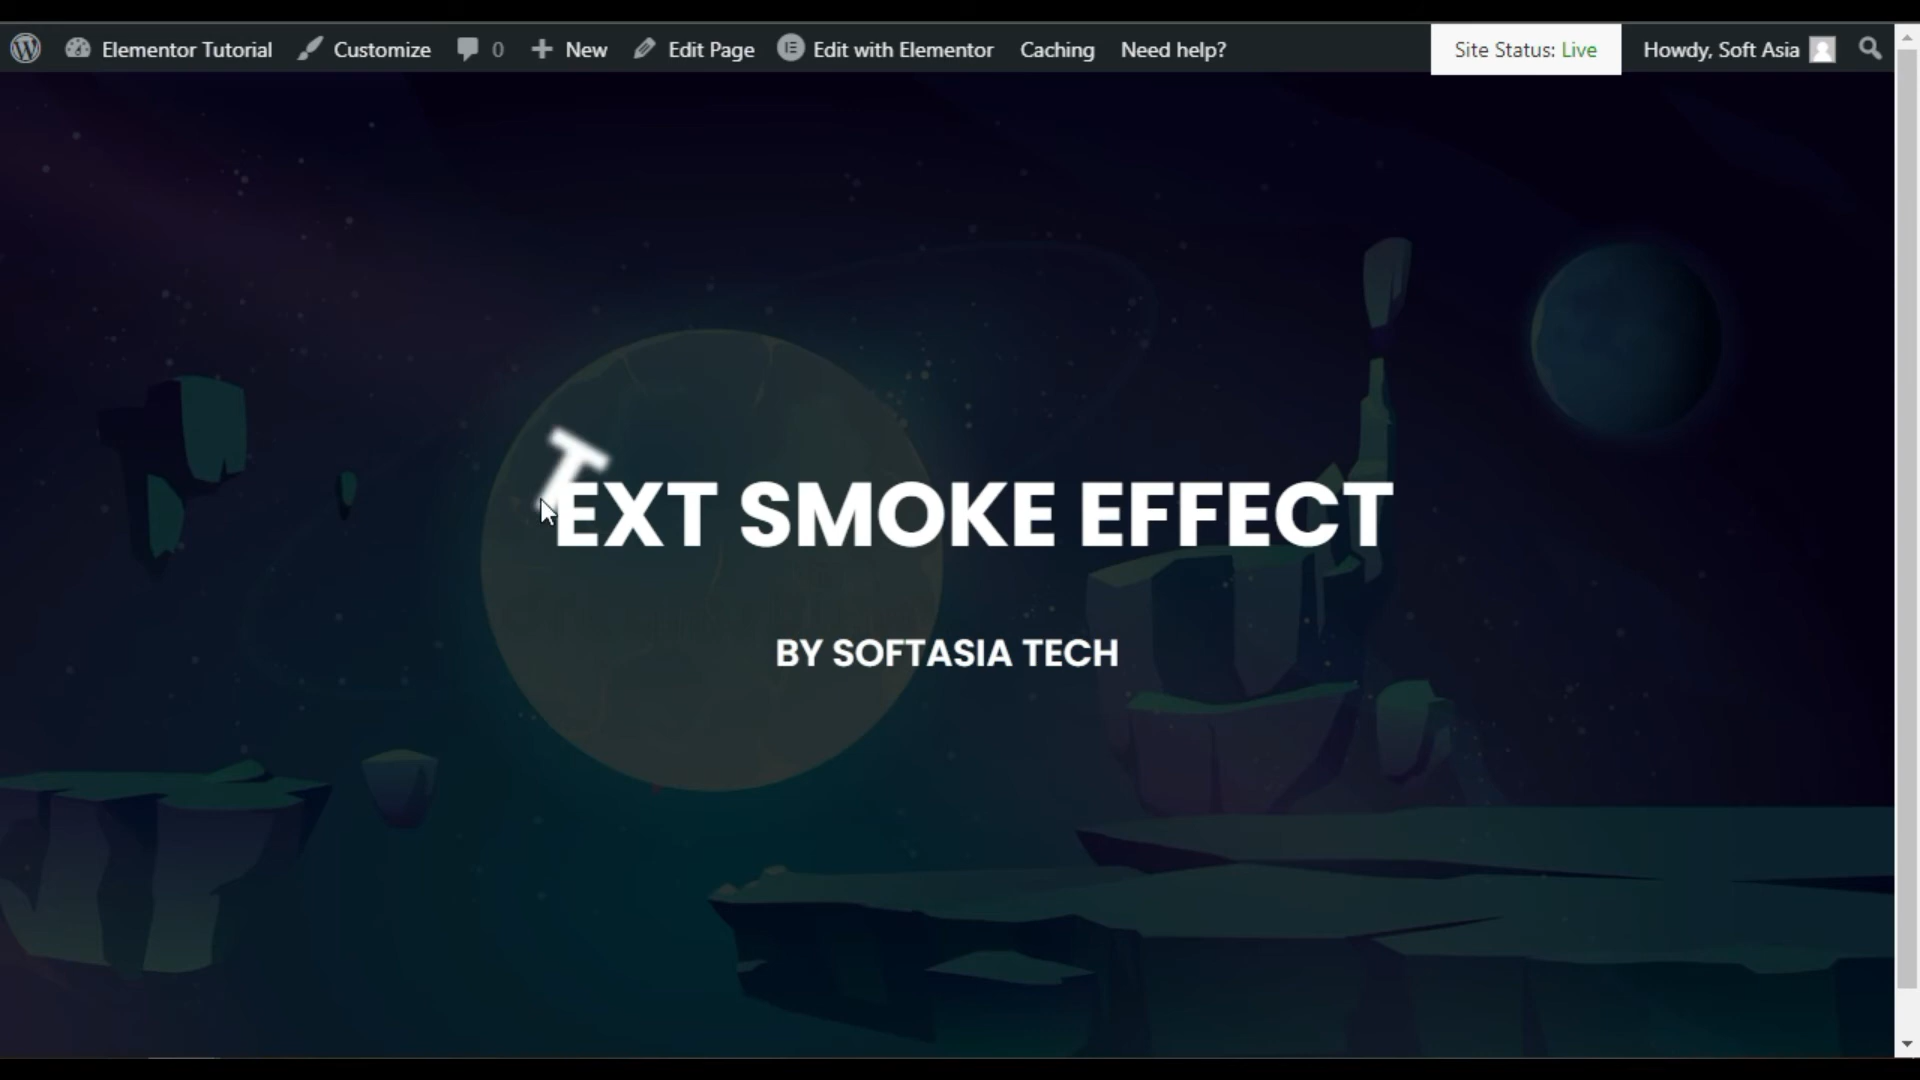 Elementor Tutorial Customize 0 New Edit Page Edit with Elementor Caching Need help? Site Status: Live Howdy, Soft Asia
TEXT SMOKE EFFECT
BY SOFTASIA TECH